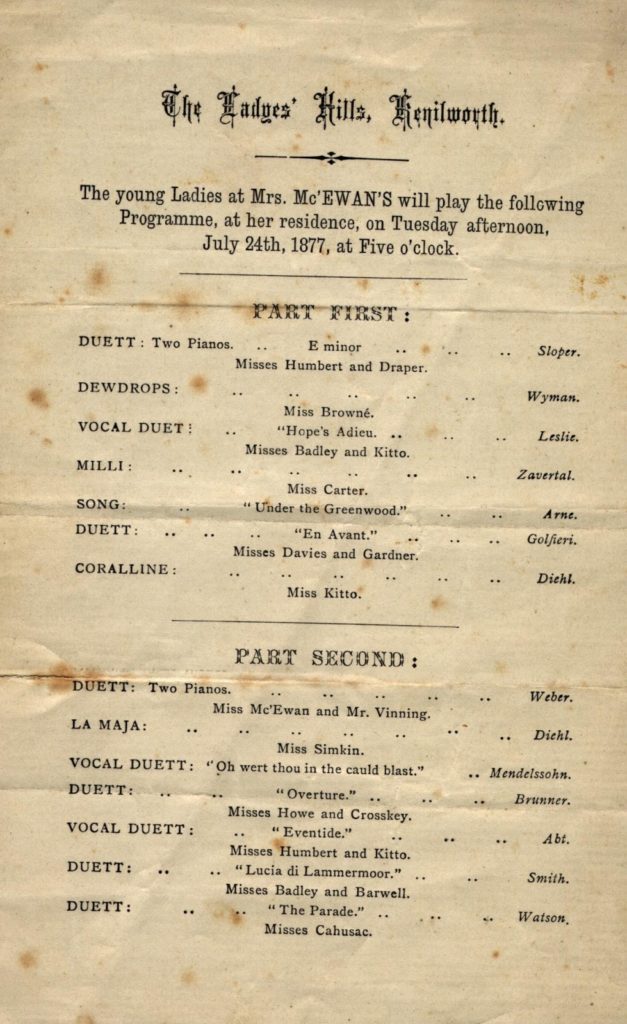 The Ladyes' Hills, Kenilworth.
The young Ladies at Mrs. Mc'EWAN'S will play the following
Programme, at her residence, on Tuesday afternoon,
July 24th, 1877, at Five o'clock.
PART FIRST:
DUETT: Two Pianos. .. E minor .. .. .. Sloper.
Misses Humbert and Draper.
DEWDROPS: .. .. .. .. .. Wyman.
Miss Browné.
VOCAL DUET: .. "Hope's Adieu. .. .. .. Leslie.
Misses Badley and Kitto.
MILLI: .. .. .. .. .. Zavertal.
Miss Carter.
SONG: .. "Under the Greenwood." .. .. Arne.
DUETT: .. .. .. "En Avant." .. .. .. Golfieri.
Misses Davies and Gardner.
CORALLINE: .. .. .. .. .. .. Diehl.
Miss Kitto.
PART SECOND:
DUETT: Two Pianos. .. .. .. .. .. Weber.
Miss Mc'Ewan and Mr. Vinning.
LA MAJA: .. .. .. .. .. .. .. Diehl.
Miss Simkin.
VOCAL DUETT: "Oh wert thou in the cauld blast." .. Mendelssohn.
DUETT: .. .. "Overture." .. .. .. Brunner.
Misses Howe and Crosskey.
VOCAL DUETT: .. "Eventide." .. .. .. Abt.
Misses Humbert and Kitto.
DUETT: .. .. "Lucia di Lammermoor." .. .. Smith.
Misses Badley and Barwell.
DUETT: .. .. "The Parade." .. .. .. Watson.
Misses Cahusac.